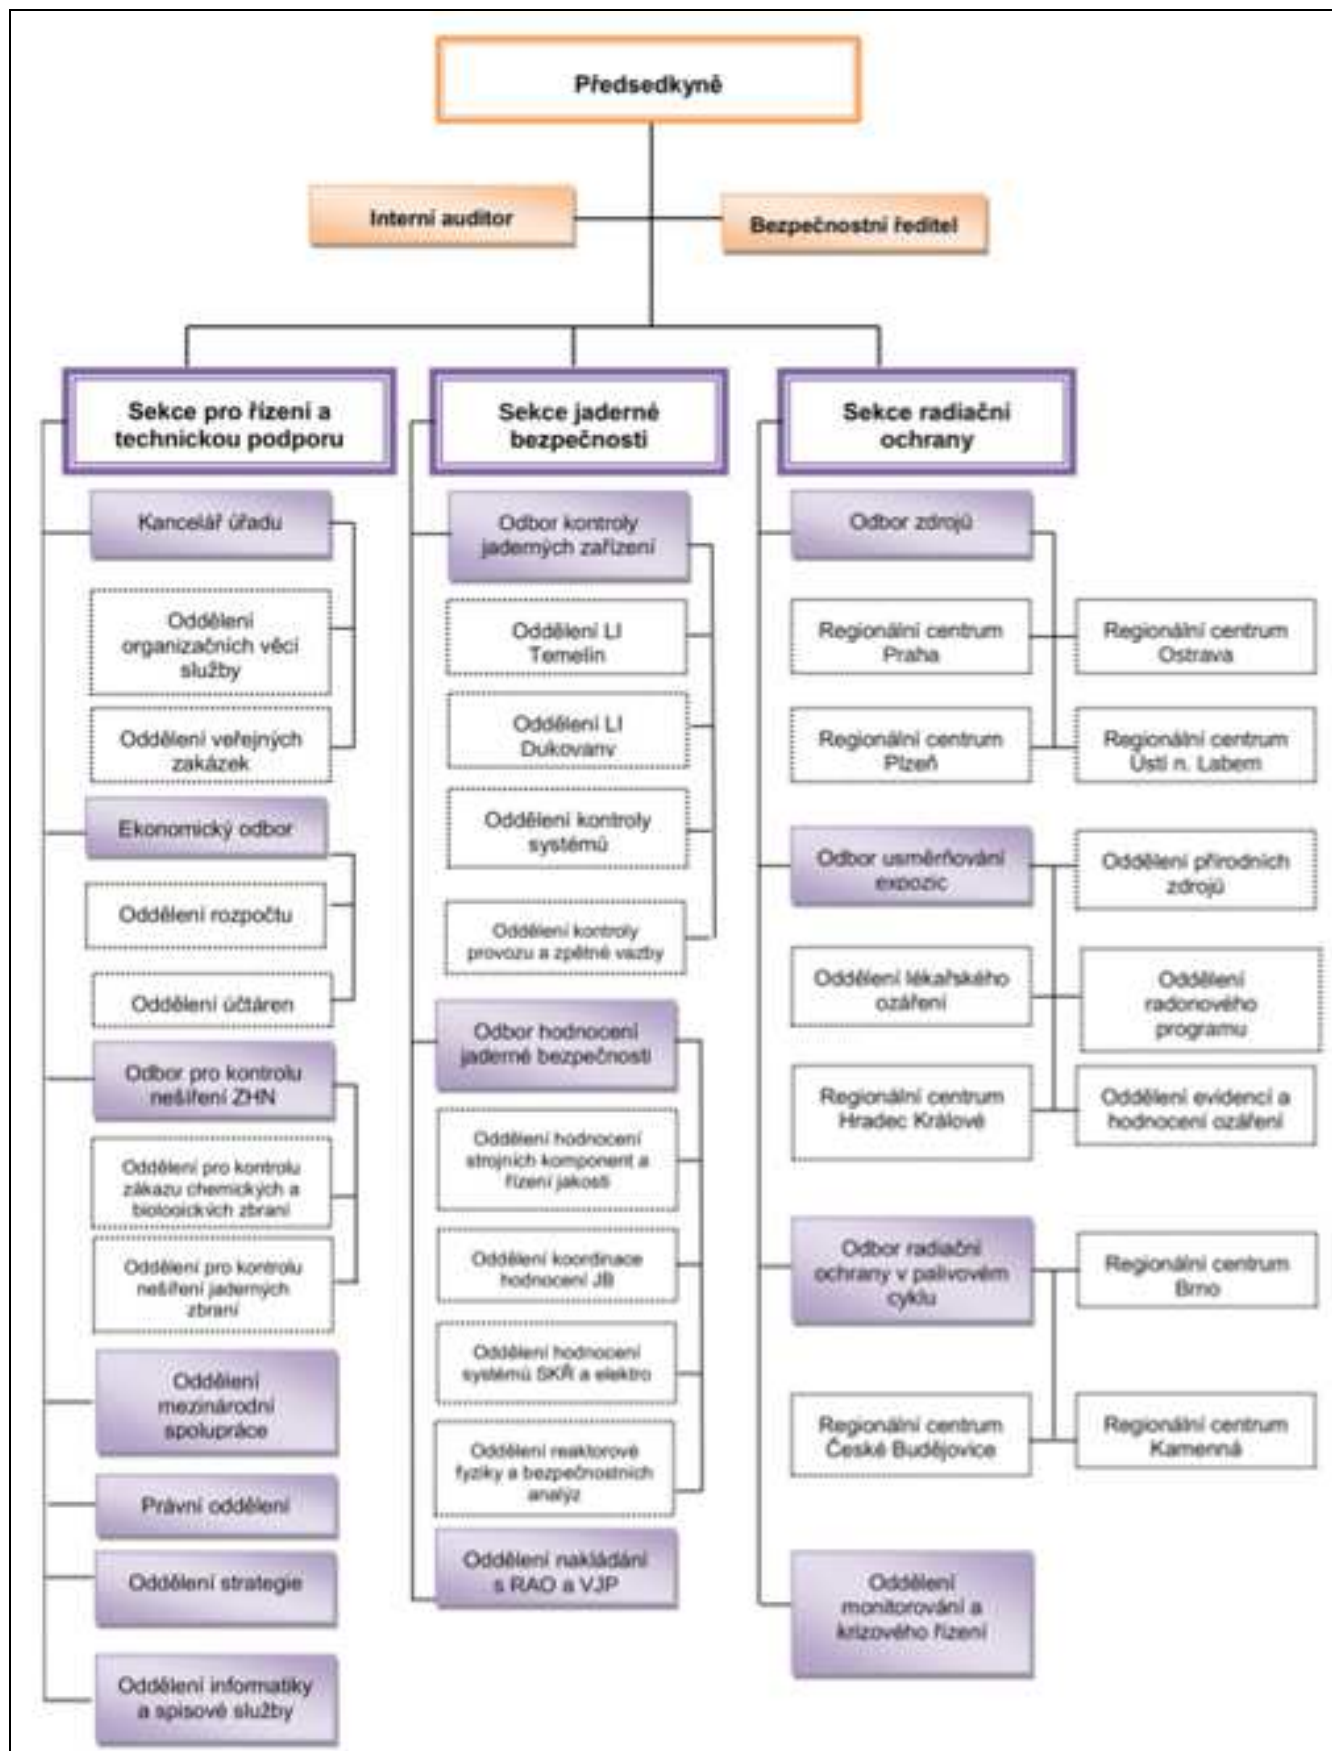 Předsedkyně
Interní auditor
Bezpečnostní ředitel
Sekce pro řízení a
technickou podporu
Kancelář úřadu
Oddělení
organizačních věcí
služby
Oddělení veřejných
zakázek
Ekonomický odbor
Oddělení rozpočtu
Oddělení účtáren
Odbor pro kontrolu
nešíření ZHN
Oddělení pro kontrolu
zákazu chemických a
biologických zbraní
Oddělení pro kontrolu
nešíření jaderných
zbraní
Oddělení
mezinárodní
spolupráce
Právní oddělení
Oddělení strategie
Oddělení informatiky
a spisové služby
Sekce jaderné
bezpečnosti
Odbor kontroly
jaderných zařízení
Oddělení LI
Temelín
Oddělení LI
Dukovany
Oddělení kontroly
systémů
Oddělení kontroly
provozu a zpětné vazby
Odbor hodnocení
jaderné bezpečnosti
Oddělení hodnocení
strojních komponent a
řízení jakosti
Oddělení koordinace
hodnocení JB
Oddělení hodnocení
systémů SKŘ a elektro
Oddělení reaktorové
fyziky a bezpečnostních
analýz
Oddělení nakládání
s RAO a VJP
Sekce radiační
ochrany
Odbor zdrojů
Regionální centrum
Praha
Regionální centrum
Ostrava
Regionální centrum
Plzeň
Regionální centrum
Ústí n. Labem
Odbor usměrňování
expozic
Oddělení přírodních
zdrojů
Oddělení lékařského
ozáření
Oddělení
radonového
programu
Regionální centrum
Hradec Králové
Oddělení evidencí a
hodnocení ozáření
Odbor radiační
ochrany v palivovém
cyklu
Regionální centrum
Brno
Regionální centrum
České Budějovice
Regionální centrum
Kamenná
Oddělení
monitorování a
krizového řízení